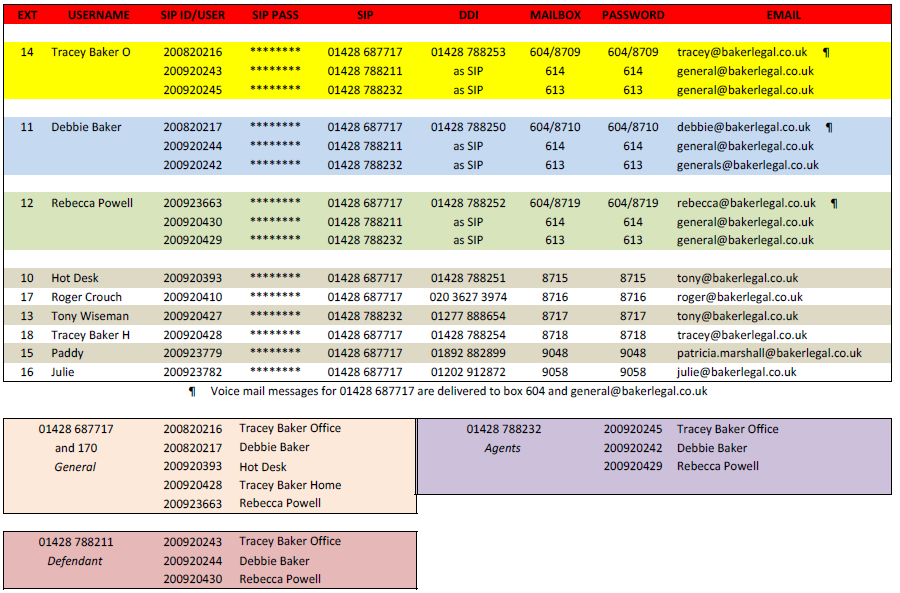 EXT USERNAME SIP ID/USER SIP PASS SIP DDI MAILBOX PASSWORD EMAIL
14 Tracey Baker O 200820216 ******** 01428 687717 01428 788253 604/8709 604/8709 tracey@bakerlegal.co.uk ¶
200920243 ******** 01428 788211 as SIP 614 614 general@bakerlegal.co.uk
200920245 ******** 01428 788232 as SIP 613 613 general@bakerlegal.co.uk
11 Debbie Baker 200820217 ******** 01428 687717 01428 788250 604/8710 604/8710 debbie@bakerlegal.co.uk ¶
200920244 ******** 01428 788211 as SIP 614 614 general@bakerlegal.co.uk
200920242 ******** 01428 788232 as SIP 613 613 generals@bakerlegal.co.uk
12 Rebecca Powell 200923663 ******** 01428 687717 01428 788252 604/8719 604/8719 rebecca@bakerlegal.co.uk ¶
200920430 ******** 01428 788211 as SIP 614 614 general@bakerlegal.co.uk
200920429 ******** 01428 788232 as SIP 613 613 general@bakerlegal.co.uk
10 Hot Desk 200920393 ******** 01428 687717 01428 788251 8715 8715 tony@bakerlegal.co.uk
17 Roger Crouch 200920410 ******** 01428 687717 020 3627 3974 8716 8716 roger@bakerlegal.co.uk
13 Tony Wiseman 200920427 ******** 01428 788232 01277 888654 8717 8717 tony@bakerlegal.co.uk
18 Tracey Baker H 200920428 ******** 01428 687717 01428 788254 8718 8718 tracey@bakerlegal.co.uk
15 Paddy 200923779 ******** 01428 687717 01892 882899 9048 9048 patricia.marshall@bakerlegal.co.uk
16 Julie 200923782 ******** 01428 687717 01202 912872 9058 9058 julie@bakerlegal.co.uk
¶ Voice mail messages for 01428 687717 are delivered to box 604 and general@bakerlegal.co.uk
01428 687717 200820216 Tracey Baker Office
and 170 200820217 Debbie Baker
General 200920393 Hot Desk
200920428 Tracey Baker Home
200923663 Rebecca Powell
01428 788232 200920245 Tracey Baker Office
Agents 200920242 Debbie Baker
200920429 Rebecca Powell
01428 788211 200920243 Tracey Baker Office
Defendant 200920244 Debbie Baker
200920430 Rebecca Powell